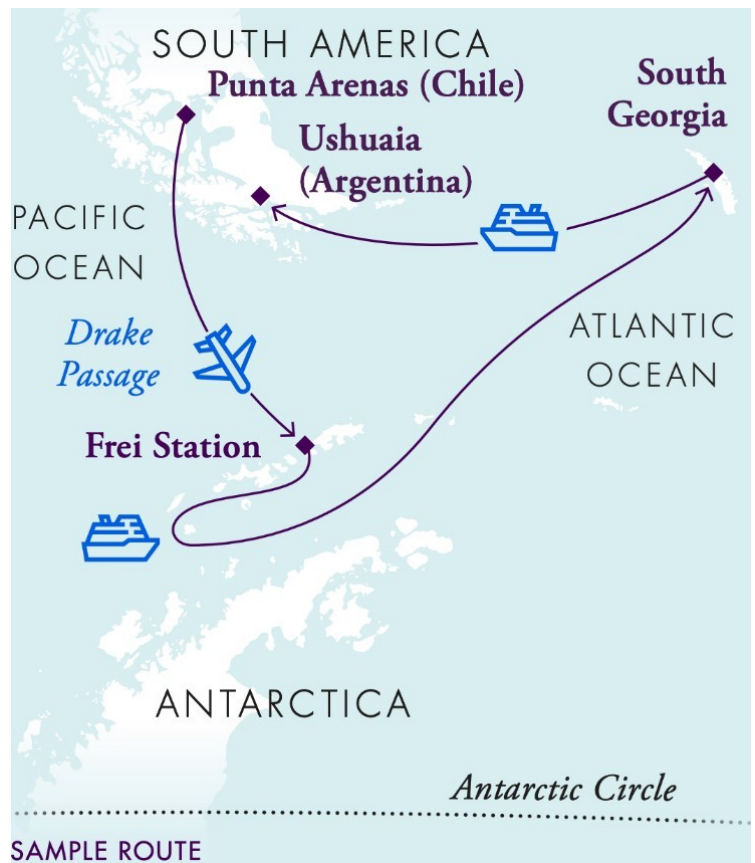 SOUTH AMERICA
Punta Arenas (Chile)
South
Georgia
Ushuaia
(Argentina)
PACIFIC
OCEAN
Drake
Passage
ATLANTIC
OCEAN
Frei Station
ANTARCTICA
Antarctic Circle
SAMPLE ROUTE